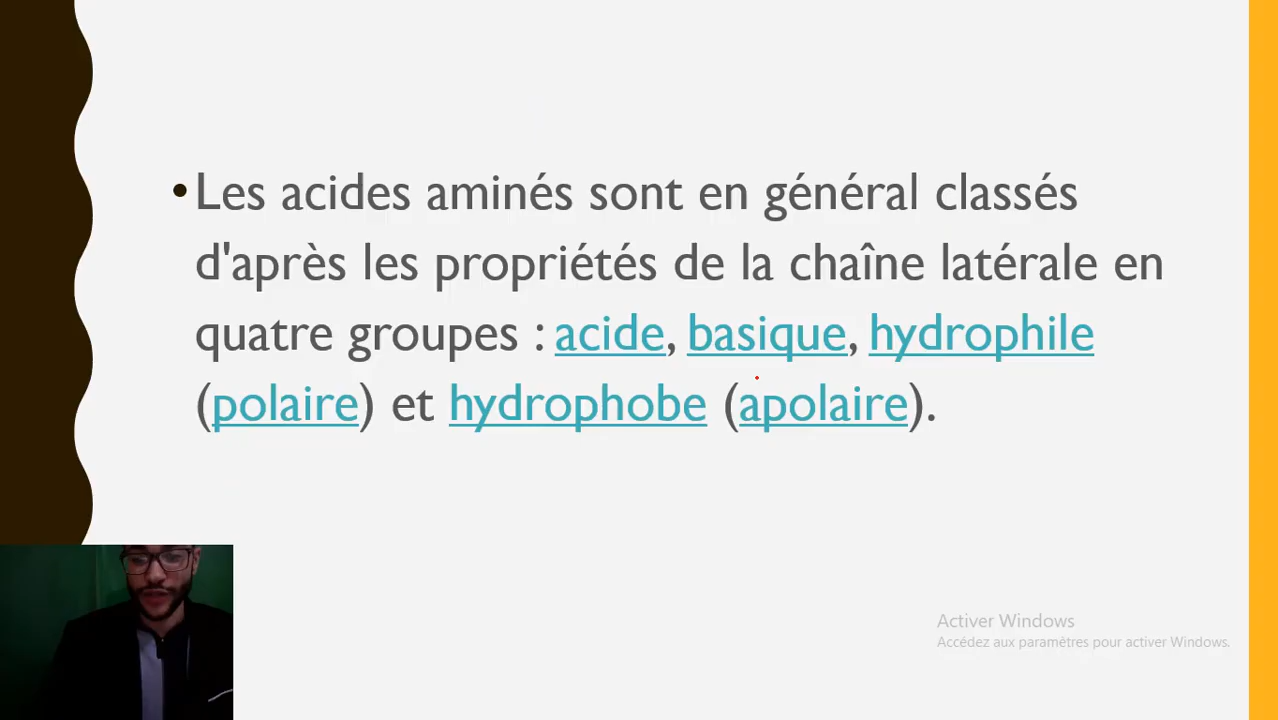 •Les acides aminés sont en général classés
d'après les propriétés de la chaîne latérale en
quatre groupes : acide, basique, hydrophile
(polaire) et hydrophobe (apolaire).
Activer Windows
Accédez aux paramètres pour activer Windows.